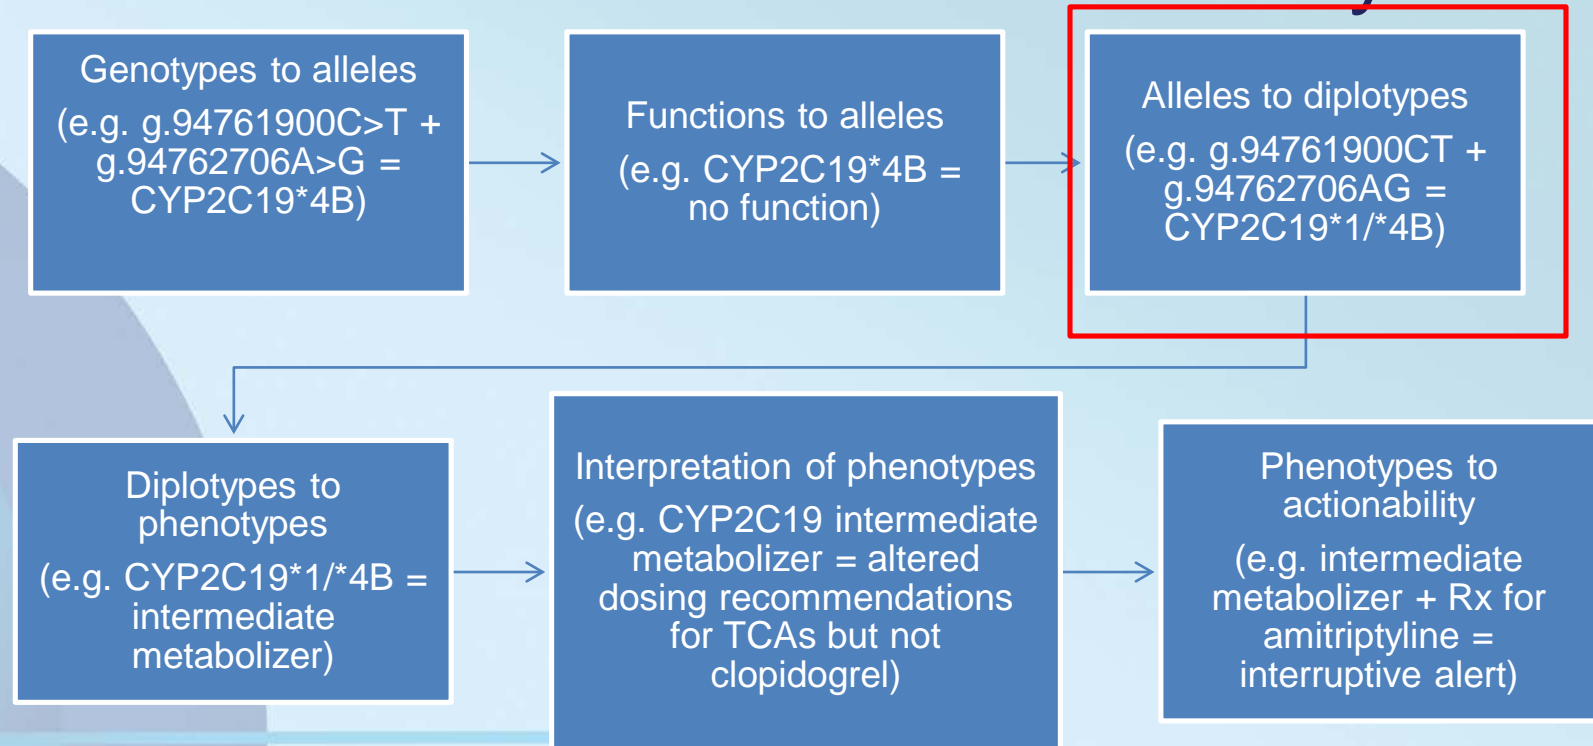 Genotypes to alleles
(e.g. g.94761900C>T +
g.94762706A>G =
CYP2C19*4B)
Functions to alleles
(e.g. CYP2C19*4B =
no function)
Alleles to diplotypes
(e.g. g.94761900CT +
g.94762706AG =
CYP2C19*1/*4B)
Diplotypes to
phenotypes
(e.g. CYP2C19*1/*4B =
intermediate
metabolizer)
Interpretation of phenotypes
(e.g. CYP2C19 intermediate
metabolizer = altered
dosing recommendations
for TCAs but not
clopidogrel)
Phenotypes to
actionability
(e.g. intermediate
metabolizer + Rx for
amitriptyline =
interruptive alert)